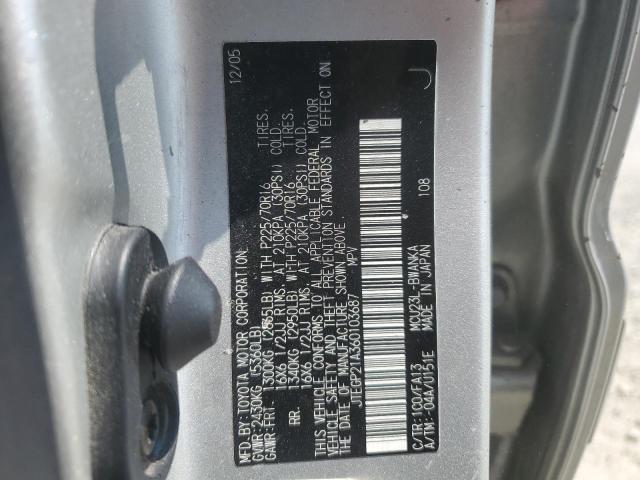 MFD.BY: TOYOTA MOTOR CORPORATION 12/05
GVWR: 2430KG (5360LB)
GAWR: FRT. 1300KG (2865LB) WITH P225/70R16 TIRES.
16X6 1/2JJ RIMS. AT 210KPA (30PSI) COLD.
RR. 1340KG (2950LB) WITH P225/70R16 TIRES.
16X6 1/2JJ RIMS. AT 210KPA (30PSI) COLD.
THIS VEHICLE CONFORMS TO ALL APPLICABLE FEDERAL MOTOR
VEHICLE SAFETY AND THEFT PREVENTION STANDARDS IN EFFECT ON
THE DATE OF MANUFACTURE SHOWN ABOVE.
JTEGP21A360103687 MPV
J
C/TR: 1C0/FA13 MCU23L-BWANKA
A/TM: -04A/U151E MADE IN JAPAN 108